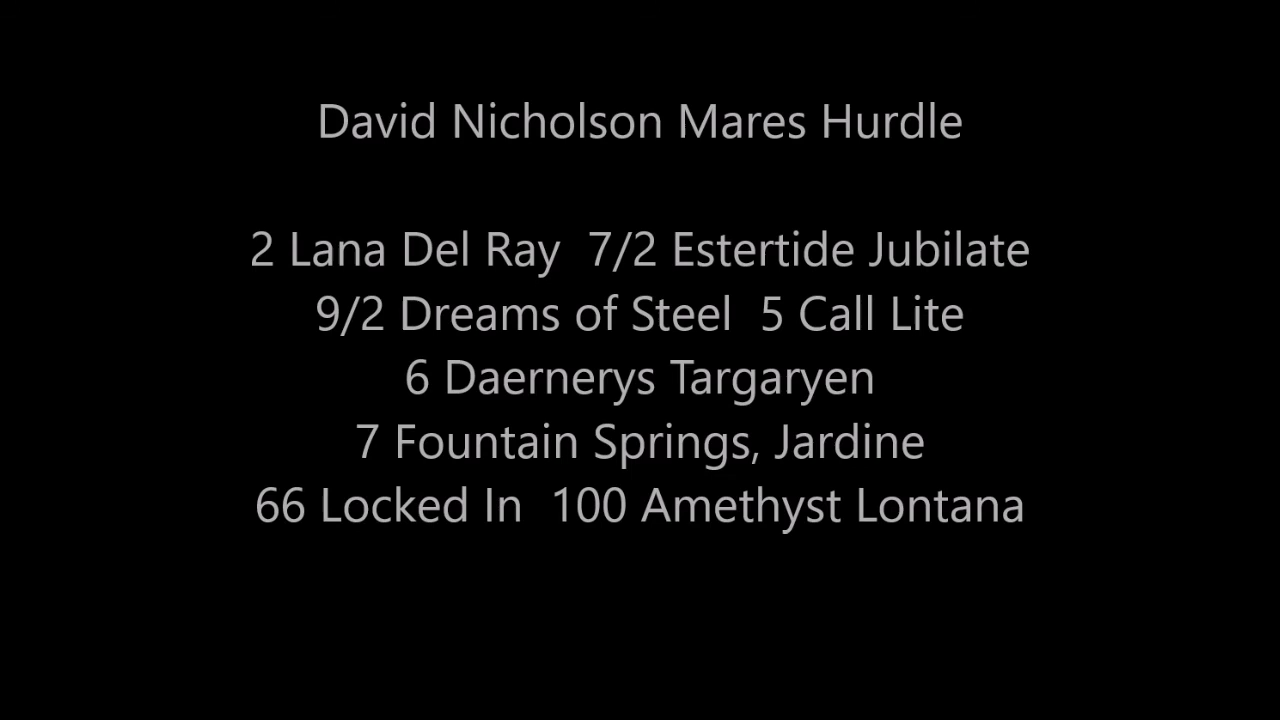 David Nicholson Mares Hurdle
2 Lana Del Ray  7/2 Estertide Jubilate
9/2 Dreams of Steel  5 Call Lite
6 Daernerys Targaryen
7 Fountain Springs, Jardine
66 Locked In  100 Amethyst Lontana